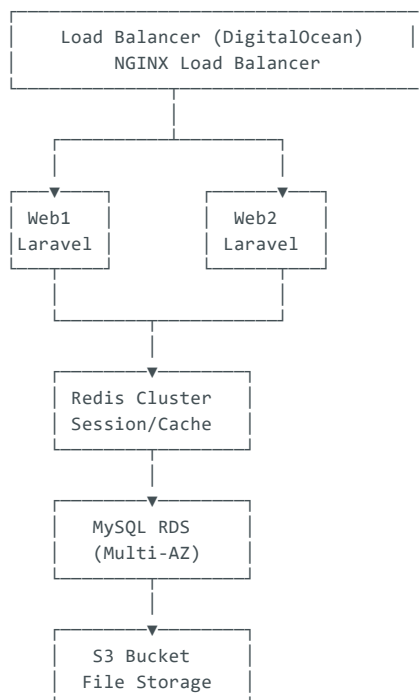 Load Balancer (DigitalOcean)
NGINX Load Balancer
Web1
Laravel
Web2
Laravel
Redis Cluster
Session/Cache
MySQL RDS
(Multi-AZ)
S3 Bucket
File Storage